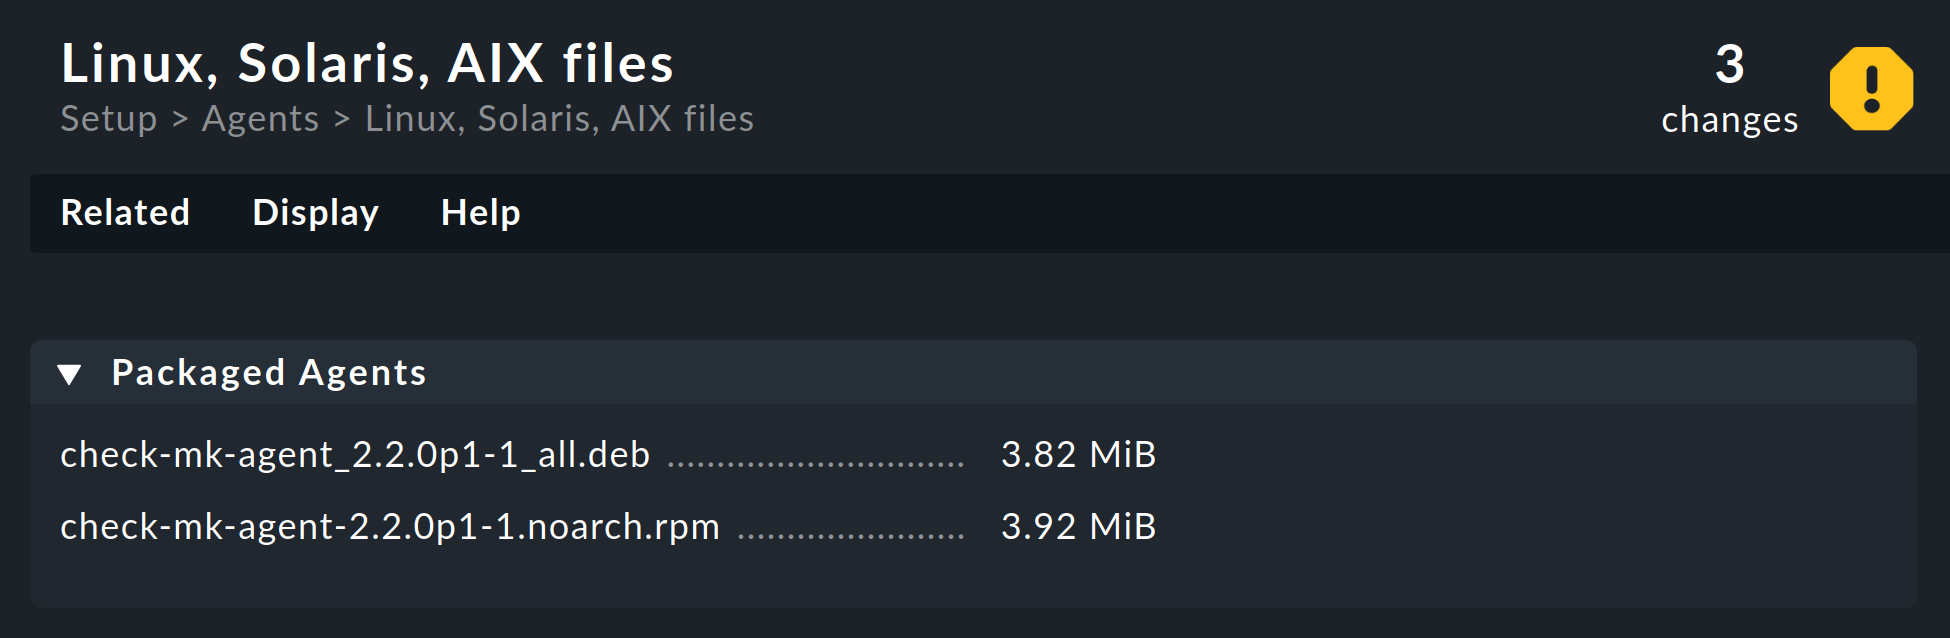 Linux, Solaris, AIX files
Setup > Agents > Linux, Solaris, AIX files
3
changes
Related Display Help
Packaged Agents
check-mk-agent_2.2.0p1-1_all.deb .............................. 3.82 MiB
check-mk-agent-2.2.0p1-1.noarch.rpm ....................... 3.92 MiB